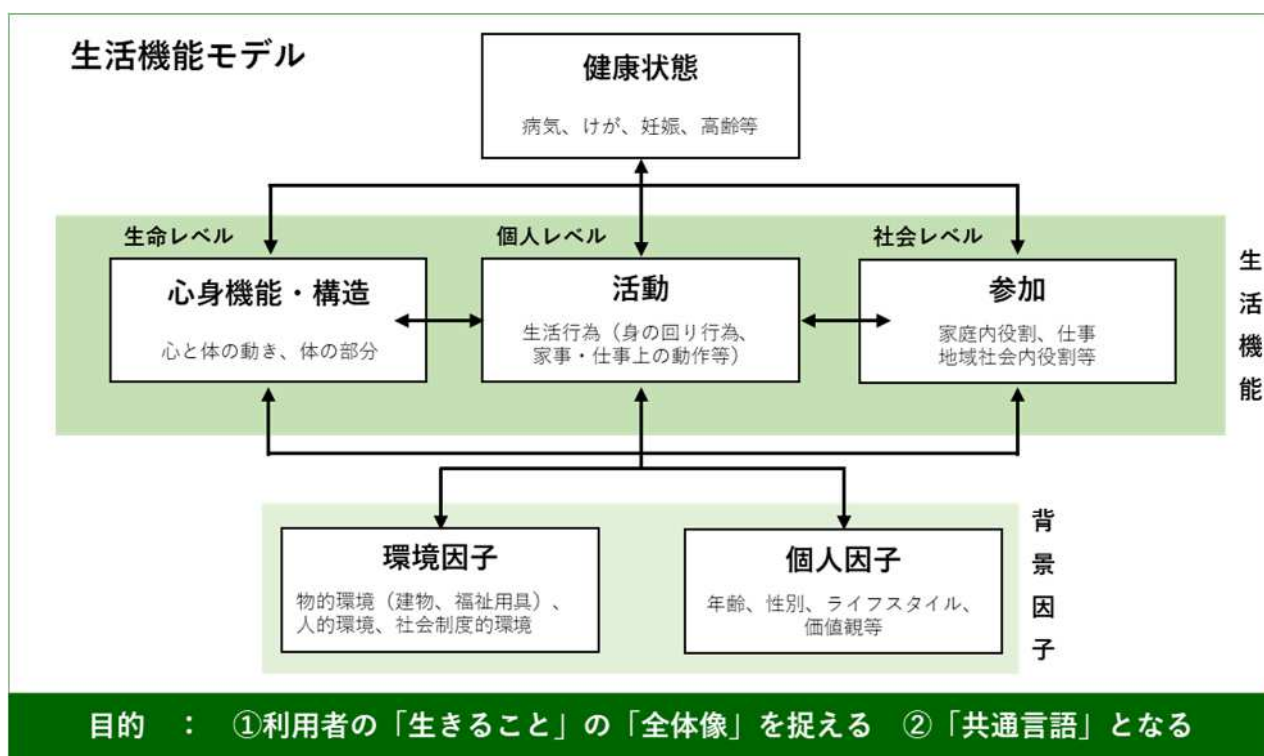 生活機能モデル
健康状態
病気、けが、妊娠、高齢等
生命レベル
個人レベル
社会レベル
心身機能・構造
心と体の動き、体の部分
活動
生活行為（身の回り行為、
家事・仕事上の動作等）
参加
家庭内役割、仕事
地域社会内役割等
生活機能
環境因子
物的環境（建物、福祉用具）、
人的環境、社会制度的環境
個人因子
年齢、性別、ライフスタイル、
価値観等
背景因子
目的　：　①利用者の「生きること」の「全体像」を捉える　②「共通言語」となる